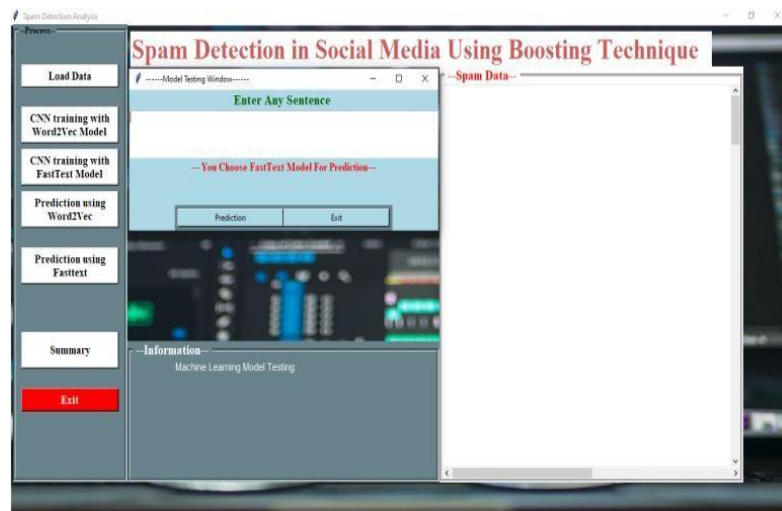 Spam Detection Analysis
--Process--
Spam Detection in Social Media Using Boosting Technique
Load Data
CNN training with
Word2Vec Model
CNN training with
FastText Model
Prediction using
Word2Vec
Prediction using
Fasttext
Summary
Exit
------Model Testing Window------
Enter Any Sentence
--- You Choose FastText Model For Prediction---
Prediction Exit
--Information--
Machine Learning Model Testing
--Spam Data--